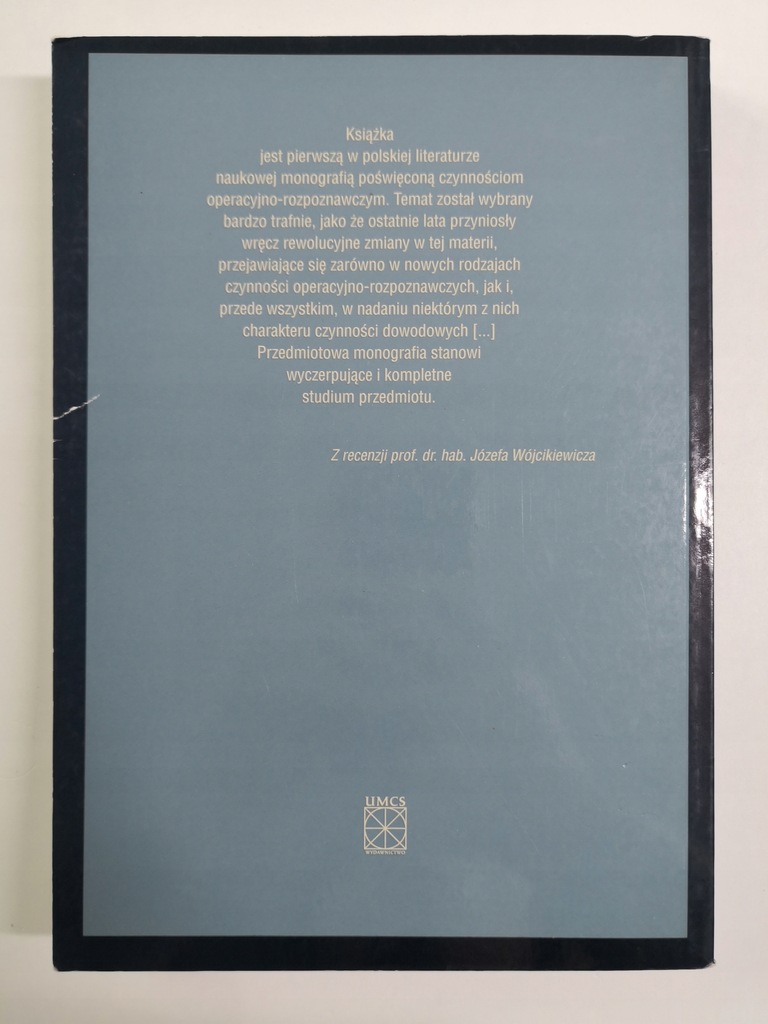 Książka
jest pierwszą w polskiej literaturze
naukowej monografią poświęconą czynnościom
operacyjno-rozpoznawczym. Temat został wybrany
bardzo trafnie, jako że ostatnie lata przyniosły
wręcz rewolucyjne zmiany w tej materii,
przejawiające się zarówno w nowych rodzajach
czynności operacyjno-rozpoznawczych, jak i,
przede wszystkim, w nadaniu niektórym z nich
charakteru czynności dowodowych [...]
Przedmiotowa monografia stanowi
wyczerpujące i kompletne
studium przedmiotu.
Z recenzji prof. dr. hab. Józefa Wójcikiewicza
UMCS
WYDAWNICTWO